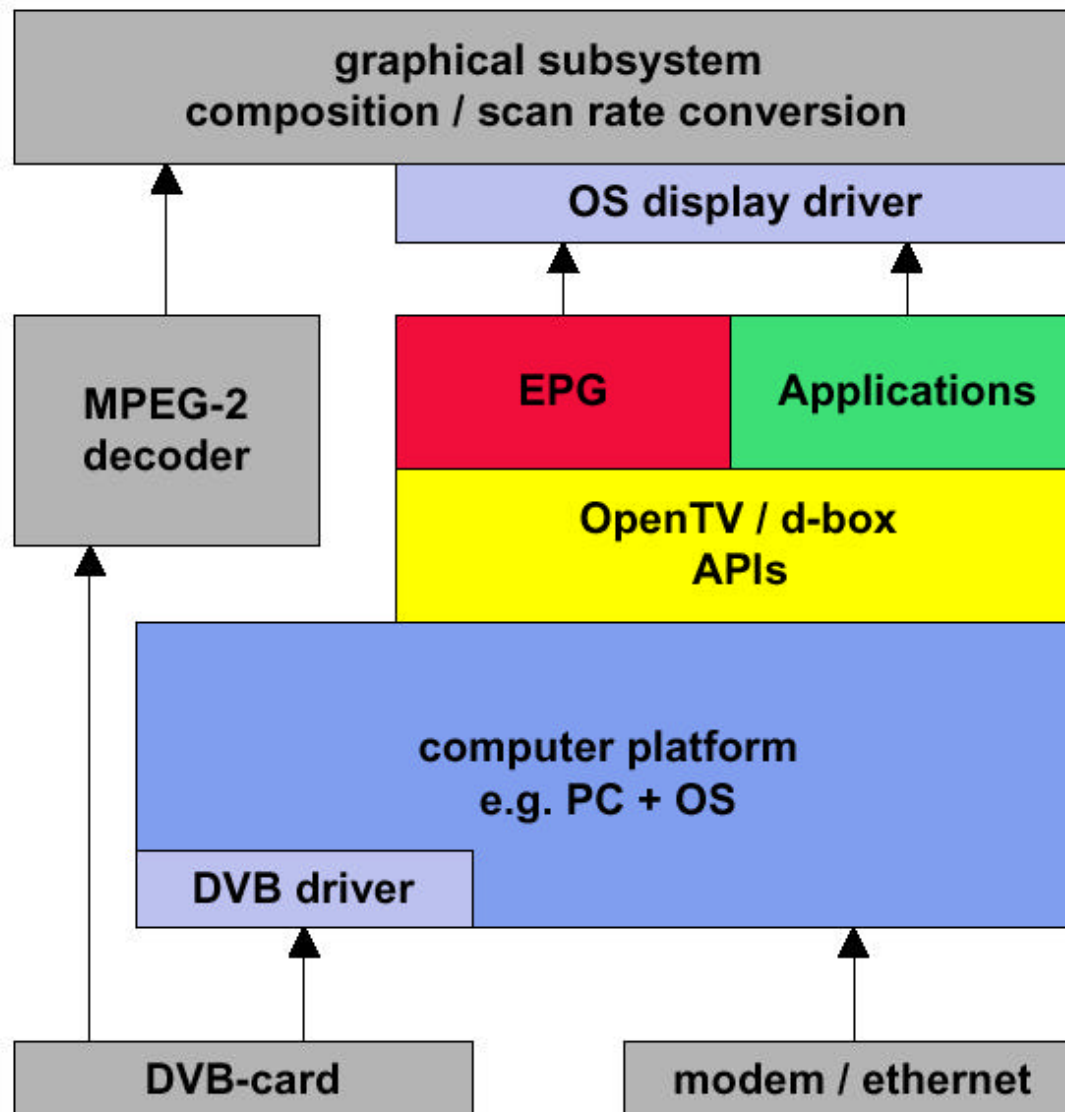 graphical subsystem
composition / scan rate conversion
OS display driver
MPEG-2
decoder
EPG
Applications
OpenTV / d-box
APIs
computer platform
e.g. PC + OS
DVB driver
DVB-card
modem / ethernet